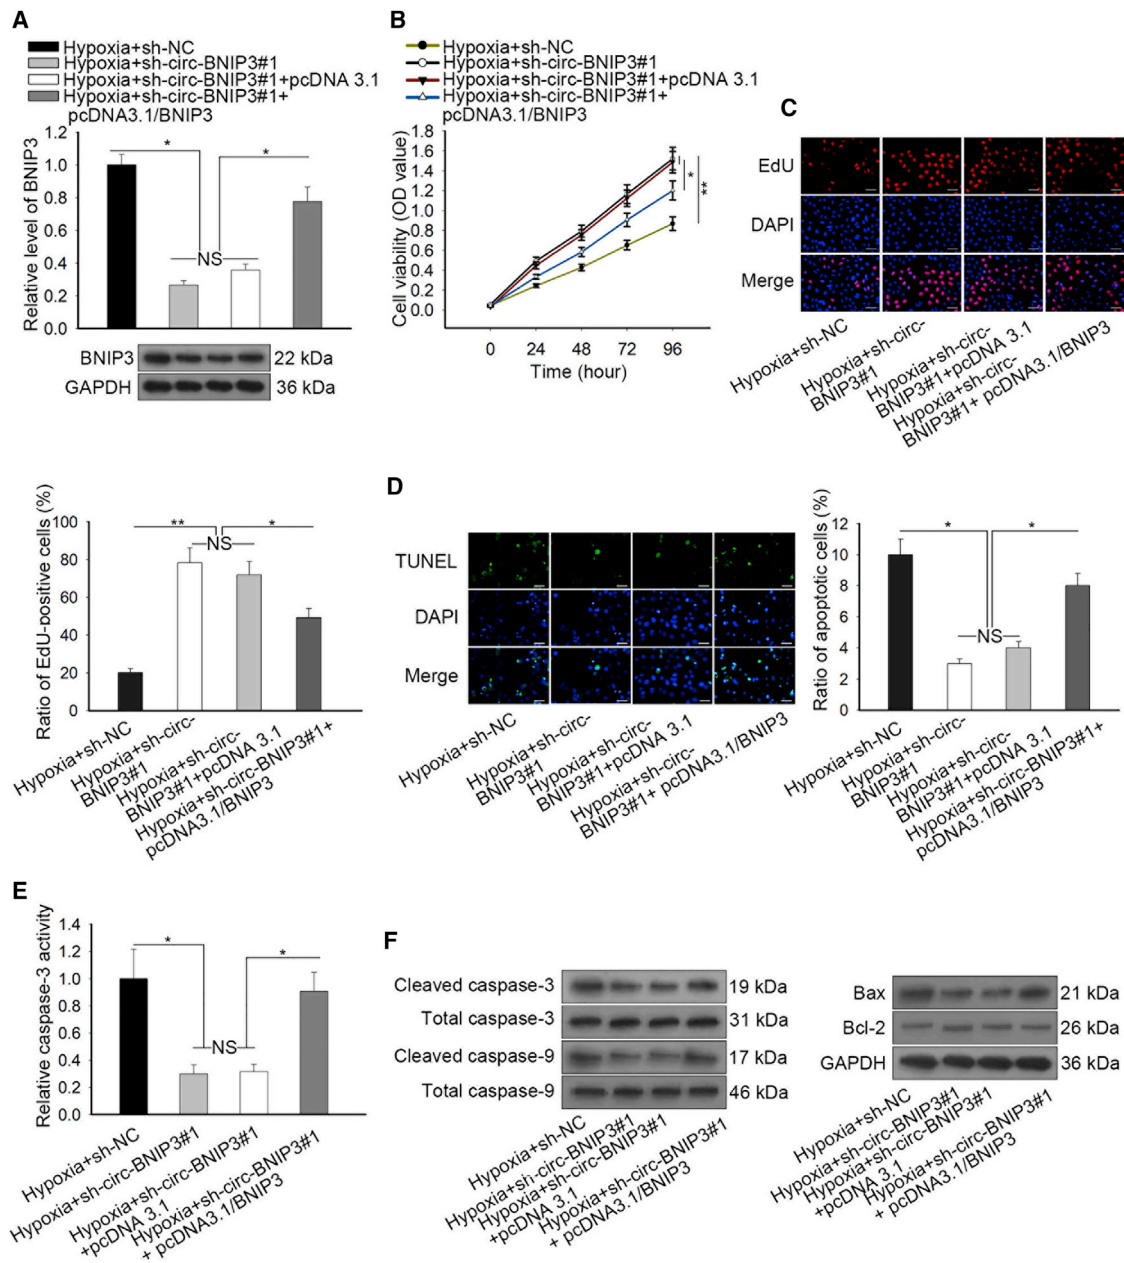 A
Hypoxia+sh-NC
Hypoxia+sh-circ-BNIP3#1
Hypoxia+sh-circ-BNIP3#1+pcDNA 3.1
Hypoxia+sh-circ-BNIP3#1+
pcDNA3.1/BNIP3
Relative level of BNIP3
1.2
1.0
0.8
0.6
0.4
0.2
0.0
*
*
NS
BNIP3
22 kDa
GAPDH
36 kDa
B
Hypoxia+sh-NC
Hypoxia+sh-circ-BNIP3#1
Hypoxia+sh-circ-BNIP3#1+pcDNA 3.1
Hypoxia+sh-circ-BNIP3#1+
pcDNA3.1/BNIP3
Cell viability (OD value)
1.8
1.6
1.4
1.2
1.0
0.8
0.6
0.4
0.2
0.0
*
**
0 24 48 72 96
Time (hour)
C
EdU
DAPI
Merge
Hypoxia+sh-NC
Hypoxia+sh-circ-
BNIP3#1
Hypoxia+sh-circ-
BNIP3#1+pcDNA 3.1
Hypoxia+sh-circ-
BNIP3#1+ pcDNA3.1/BNIP3
Ratio of EdU-positive cells (%)
100
80
60
40
20
0
**
*
NS
Hypoxia+sh-NC
Hypoxia+sh-circ-
BNIP3#1
Hypoxia+sh-circ-
BNIP3#1+pcDNA 3.1
Hypoxia+sh-circ-BNIP3#1+
pcDNA3.1/BNIP3
D
TUNEL
DAPI
Merge
Hypoxia+sh-NC
Hypoxia+sh-circ-
BNIP3#1
Hypoxia+sh-circ-
BNIP3#1+pcDNA3.1
Hypoxia+sh-circ-
BNIP3#1+ pcDNA3.1/BNIP3
Ratio of apoptotic cells (%)
12
10
8
6
4
2
0
*
*
NS
Hypoxia+sh-NC
Hypoxia+sh-circ-
BNIP3#1
Hypoxia+sh-circ-
BNIP3#1+pcDNA 3.1
Hypoxia+sh-circ-BNIP3#1+
pcDNA3.1/BNIP3
E
Relative caspase-3 activity
1.4
1.2
1.0
0.8
0.6
0.4
0.2
0.0
*
*
NS
Hypoxia+sh-NC
Hypoxia+sh-circ-BNIP3#1
Hypoxia+sh-circ-BNIP3#1
+pcDNA 3.1
Hypoxia+sh-circ-BNIP3#1
+ pcDNA3.1/BNIP3
F
Cleaved caspase-3
19 kDa
Total caspase-3
31 kDa
Cleaved caspase-9
17 kDa
Total caspase-9
46 kDa
Hypoxia+sh-NC
Hypoxia+sh-circ-BNIP3#1
Hypoxia+sh-circ-BNIP3#1
+pcDNA 3.1
Hypoxia+sh-circ-BNIP3#1
+ pcDNA3.1/BNIP3
Bax
21 kDa
Bcl-2
26 kDa
GAPDH
36 kDa
Hypoxia+sh-NC
Hypoxia+sh-circ-BNIP3#1
Hypoxia+sh-circ-BNIP3#1
+pcDNA 3.1
Hypoxia+sh-circ-BNIP3#1
+ pcDNA3.1/BNIP3